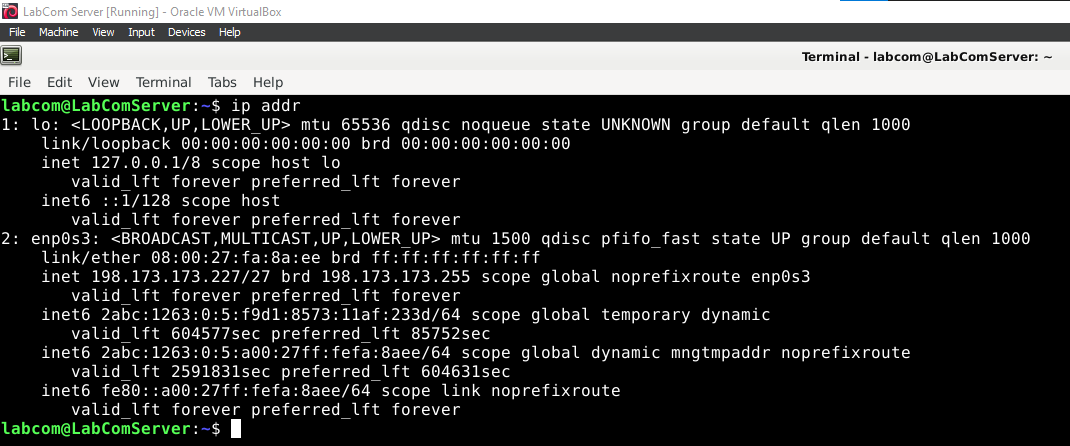 LabCom Server [Running] - Oracle VM VirtualBox
File Machine View Input Devices Help
Terminal - labcom@LabComServer: ~
File Edit View Terminal Tabs Help
labcom@LabComServer:~$ ip addr
1: lo: <LOOPBACK,UP,LOWER_UP> mtu 65536 qdisc noqueue state UNKNOWN group default qlen 1000
    link/loopback 00:00:00:00:00:00 brd 00:00:00:00:00:00
    inet 127.0.0.1/8 scope host lo
       valid_lft forever preferred_lft forever
    inet6 ::1/128 scope host
       valid_lft forever preferred_lft forever
2: enp0s3: <BROADCAST,MULTICAST,UP,LOWER_UP> mtu 1500 qdisc pfifo_fast state UP group default qlen 1000
    link/ether 08:00:27:fa:8a:ee brd ff:ff:ff:ff:ff:ff
    inet 198.173.173.227/27 brd 198.173.173.255 scope global noprefixroute enp0s3
       valid_lft forever preferred_lft forever
    inet6 2abc:1263:0:5:f9d1:8573:11af:233d/64 scope global temporary dynamic
       valid_lft 604577sec preferred_lft 85752sec
    inet6 2abc:1263:0:5:a00:27ff:fefa:8aee/64 scope global dynamic mngtmpaddr noprefixroute
       valid_lft 2591831sec preferred_lft 604631sec
    inet6 fe80::a00:27ff:fefa:8aee/64 scope link noprefixroute
       valid_lft forever preferred_lft forever
labcom@LabComServer:~$